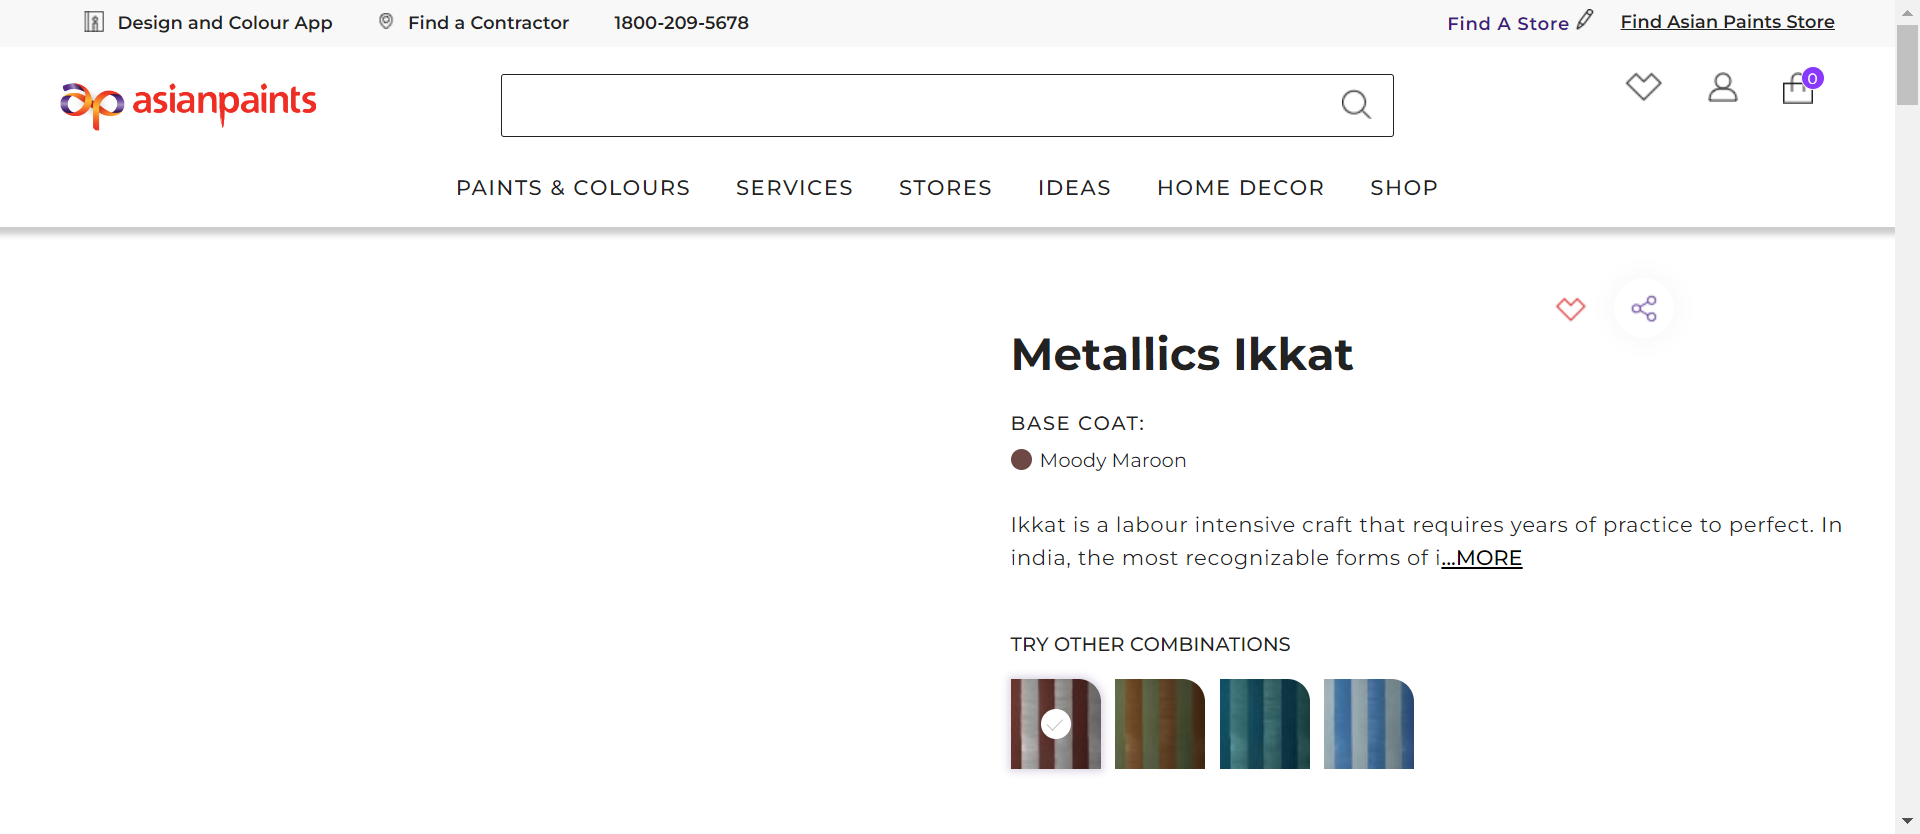 Design and Colour App
Find a Contractor
1800-209-5678
Find A Store
Find Asian Paints Store
asianpaints
0
PAINTS & COLOURS
SERVICES
STORES
IDEAS
HOME DECOR
SHOP
Metallics Ikkat
BASE COAT:
Moody Maroon
Ikkat is a labour intensive craft that requires years of practice to perfect. In
india, the most recognizable forms of i...MORE
TRY OTHER COMBINATIONS